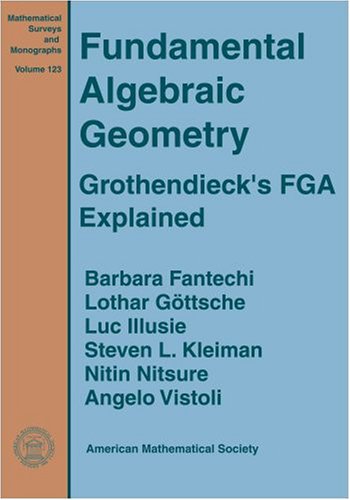 Mathematical
Surveys
and
Monographs
Volume 123
Fundamental
Algebraic
Geometry
Grothendieck's FGA
Explained
Barbara Fantechi
Lothar Göttsche
Luc Illusie
Steven L. Kleiman
Nitin Nitsure
Angelo Vistoli
American Mathematical Society